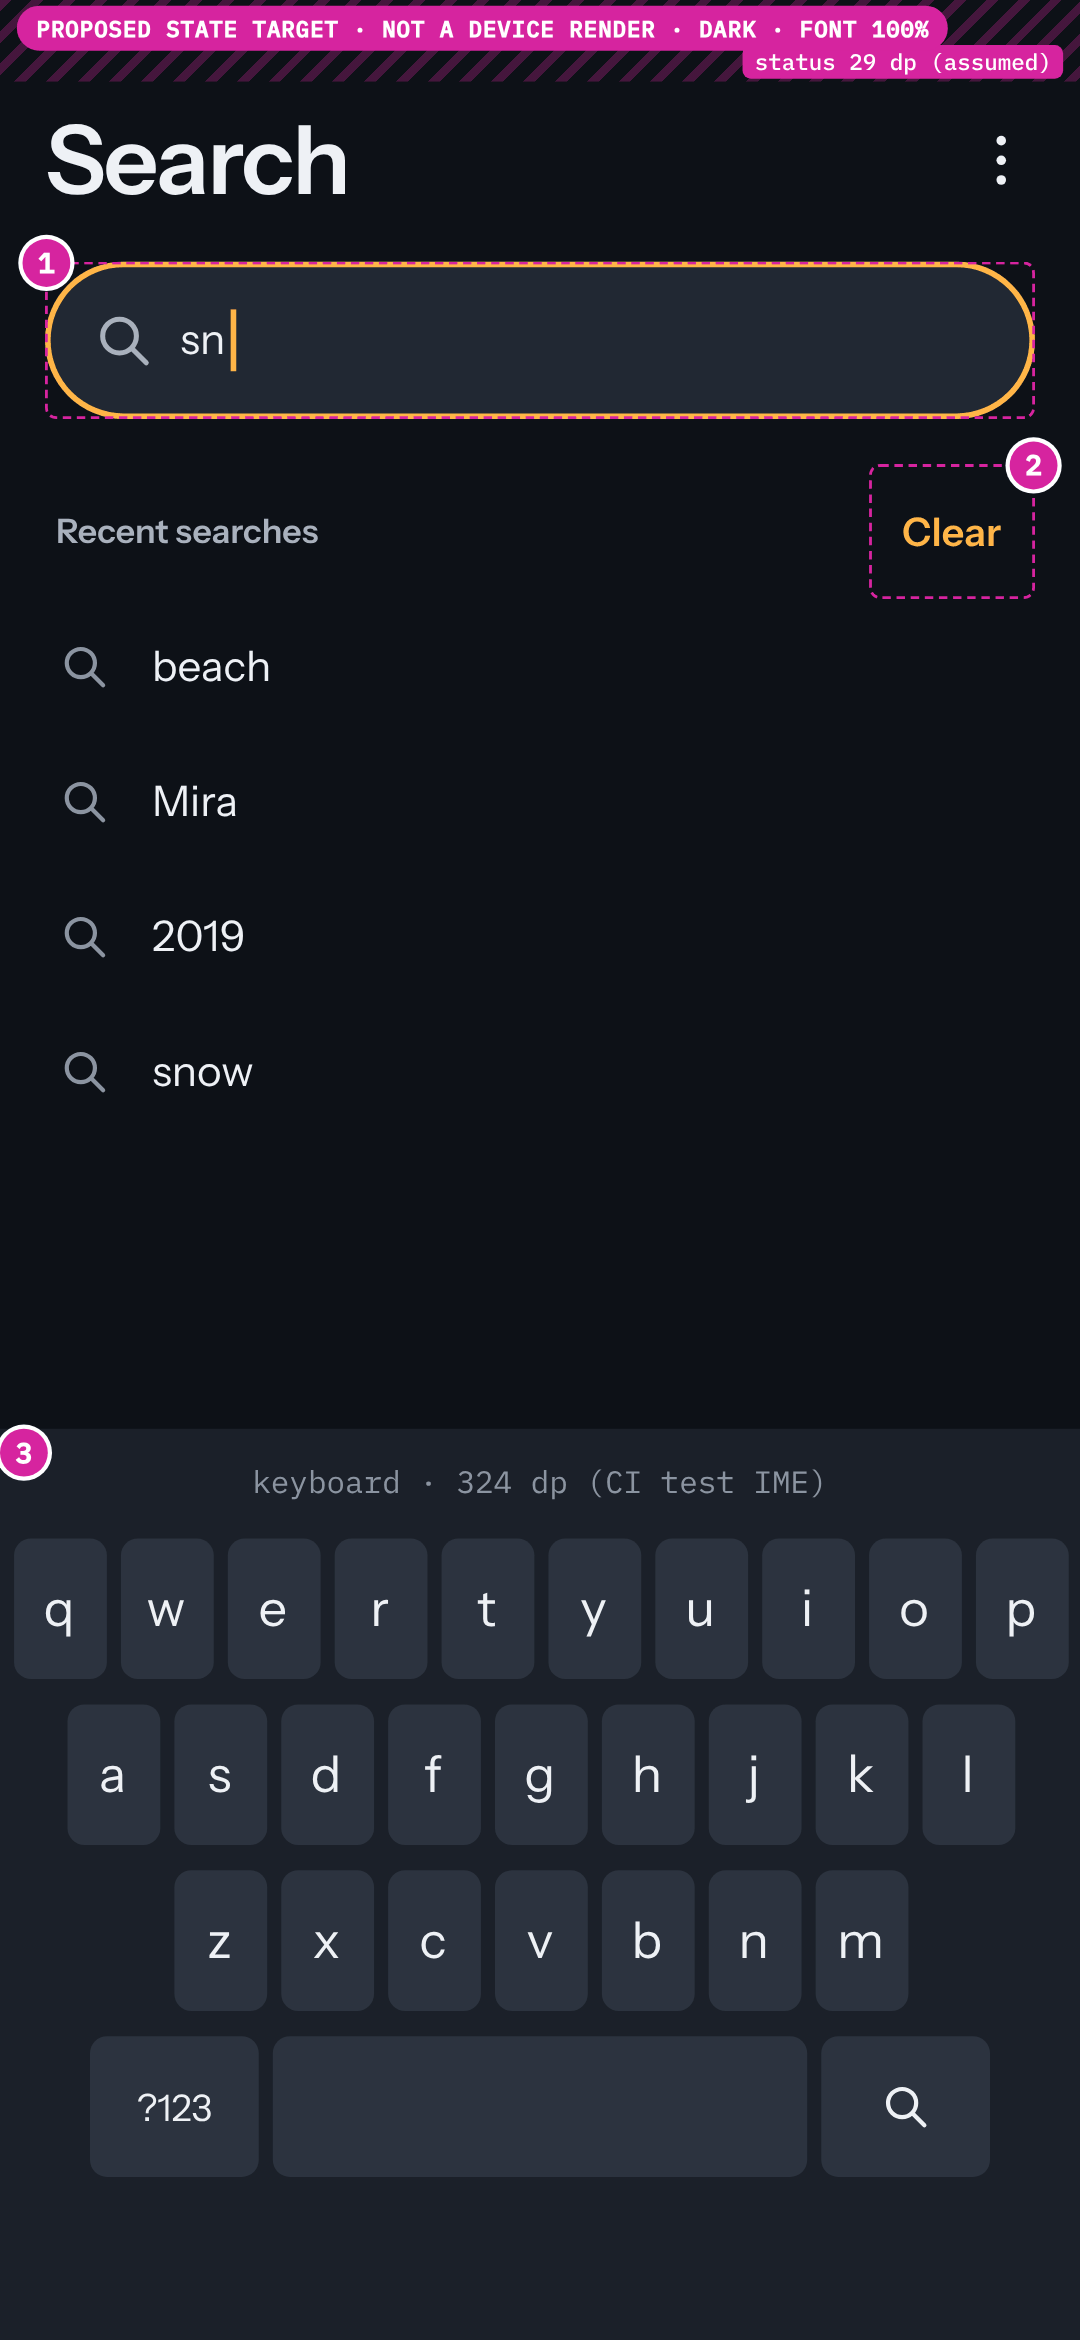 PROPOSED STATE TARGET · NOT A DEVICE RENDER · DARK · FONT 100%
status 29 dp (assumed)
Search
1
sn
2
Recent searches
Clear
beach
Mira
2019
snow
3
keyboard · 324 dp (CI test IME)
q w e r t y u i o p
a s d f g h j k l
z x c v b n m
?123